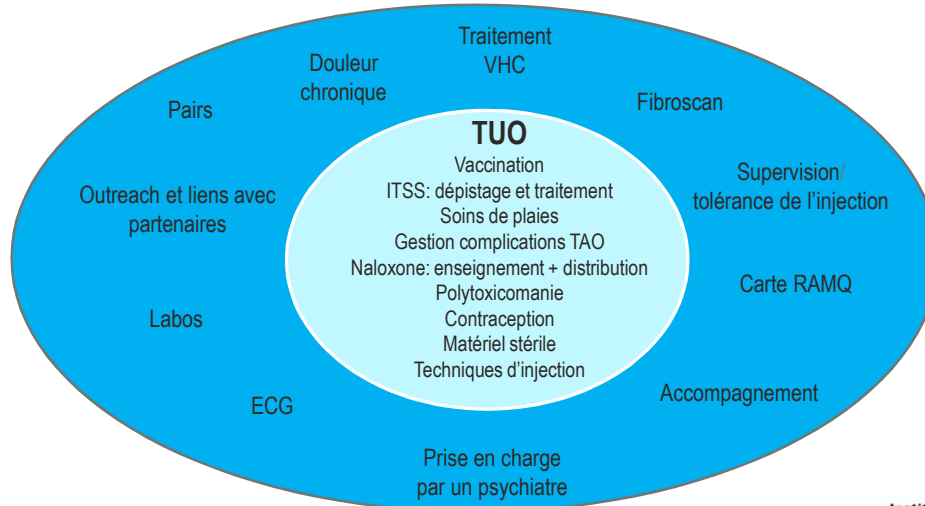 Traitement
VHC
Douleur
chronique
Pairs
Fibroscan
TUO
Vaccination
ITSS: dépistage et traitement
Soins de plaies
Gestion complications TAO
Naloxone: enseignement + distribution
Polytoxicomanie
Contraception
Matériel stérile
Techniques d'injection
Supervision/
tolérance de l'injection
Outreach et liens avec
partenaires
Carte RAMQ
Labos
Accompagnement
ECG
Prise en charge
par un psychiatre